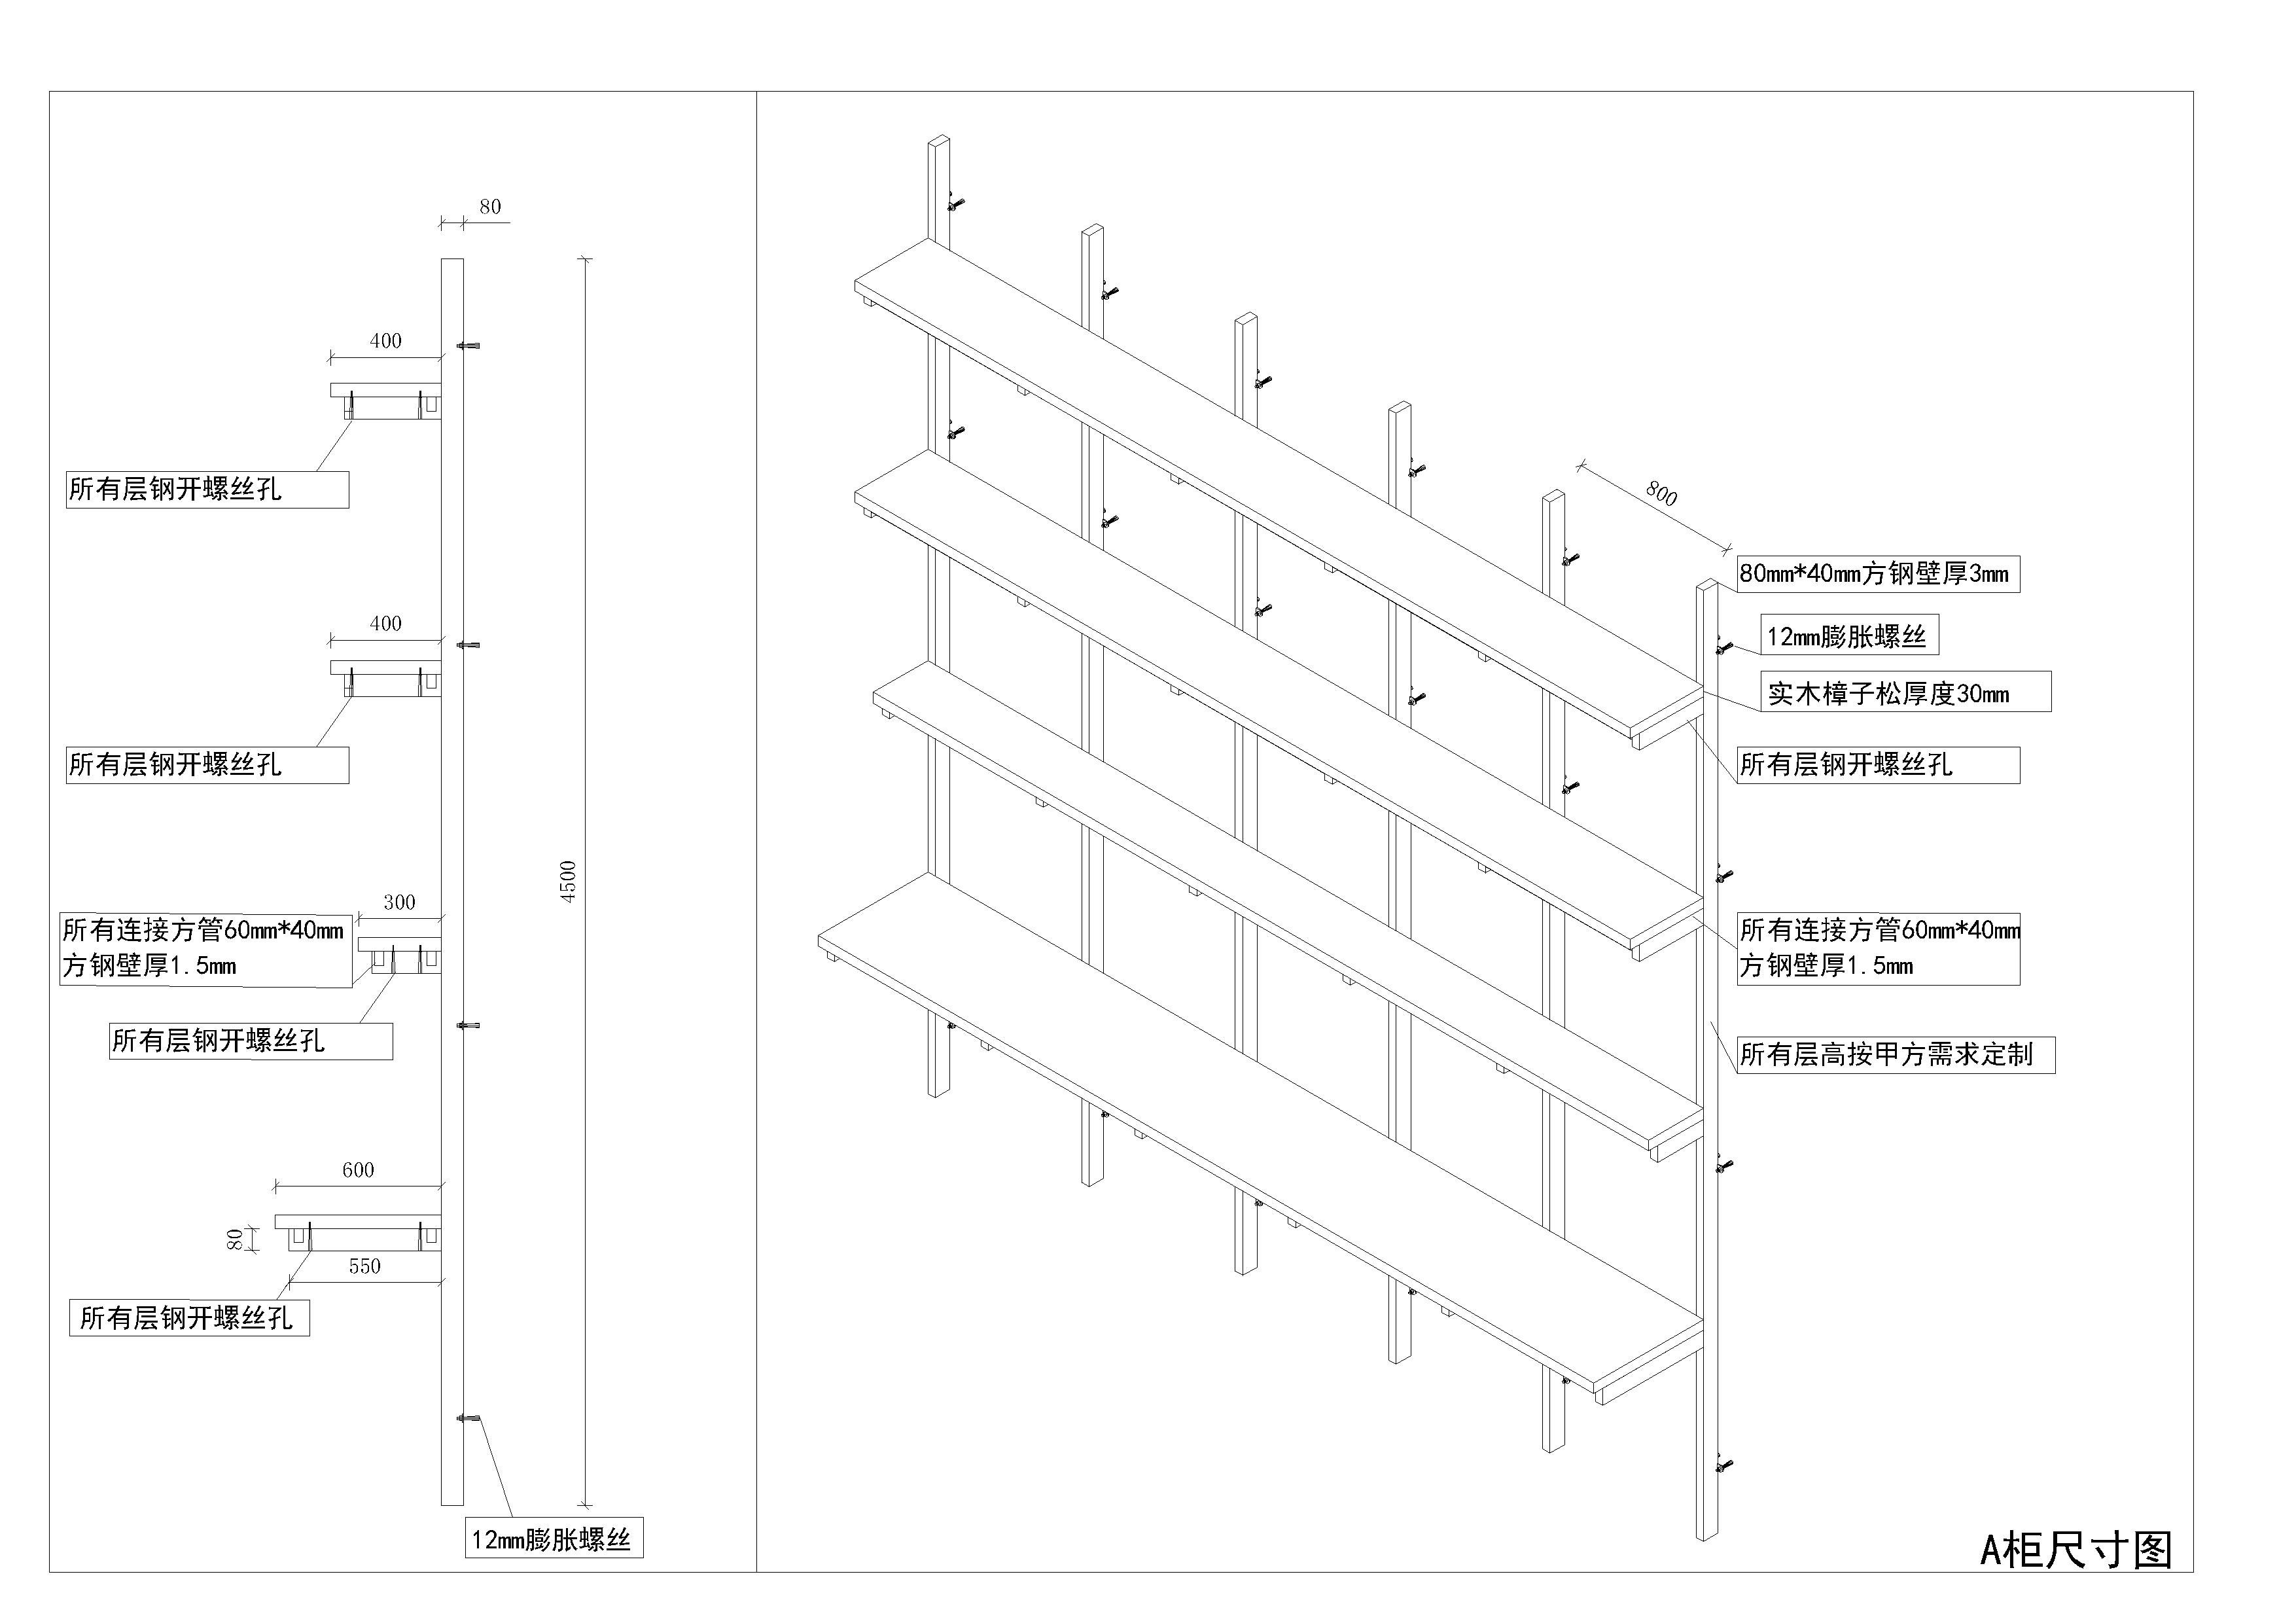 80
400
所有层钢开螺丝孔
400
所有层钢开螺丝孔
4500
300
所有连接方管60mm*40mm
方钢壁厚1.5mm
所有层钢开螺丝孔
600
80
550
所有层钢开螺丝孔
12mm膨胀螺丝
800
80mm*40mm方钢壁厚3mm
12mm膨胀螺丝
实木樟子松厚度30mm
所有层钢开螺丝孔
所有连接方管60mm*40mm
方钢壁厚1.5mm
所有层高按甲方需求定制
A柜尺寸图